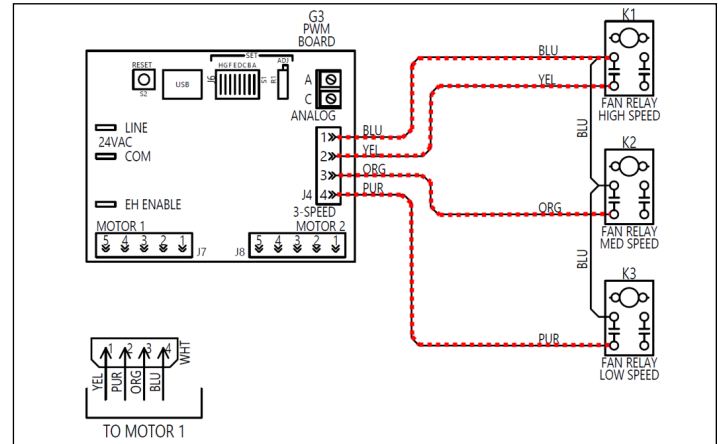 G3
PWM
BOARD
K1
SET
RESET
S2
USB
J6
HGFEDCBA
S1
ADJ
R1
A
C
ANALOG
LINE
24VAC
COM
EH ENABLE
1 BLU
2 YEL
3 ORG
J4 4 PUR
3-SPEED
MOTOR 1
5 4 3 2 1
J7
MOTOR 2
5 4 3 2 1
J8
BLU
YEL
FAN RELAY
HIGH SPEED
BLU
K2
ORG
FAN RELAY
MED SPEED
BLU
K3
PUR
FAN RELAY
LOW SPEED
1 2 3 4
WHT
YEL
PUR
ORG
BLU
TO MOTOR 1